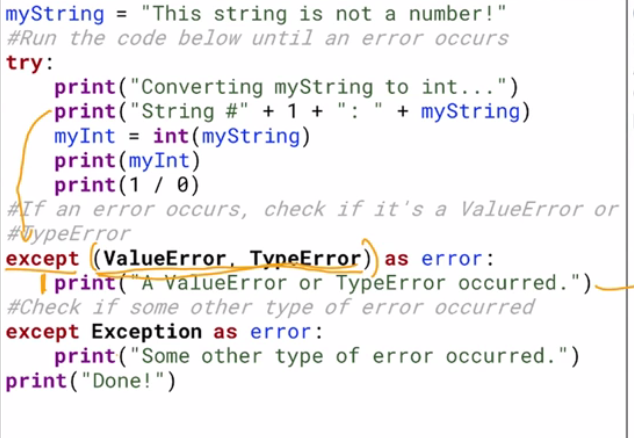 myString = "This string is not a number!"
#Run the code below until an error occurs
try:
    print("Converting myString to int...")
    print("String #" + 1 + ": " + myString)
    myInt = int(myString)
    print(myInt)
    print(1 / 0)
#If an error occurs, check if it's a ValueError or
#TypeError
except (ValueError, TypeError) as error:
    print("A ValueError or TypeError occurred.")
#Check if some other type of error occurred
except Exception as error:
    print("Some other type of error occurred.")
print("Done!")